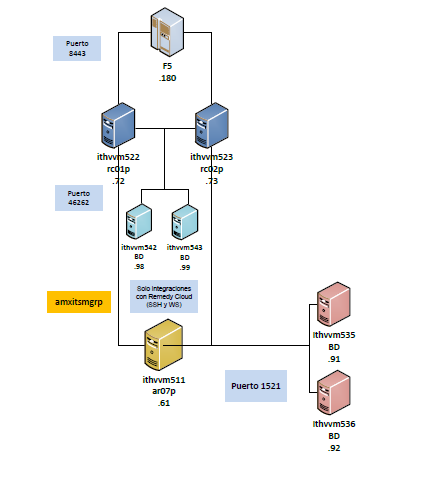 Puerto
8443
F5
.180
ithvvm522
rc01p
.72
ithvvm523
rc02p
.73
Puerto
46262
ithvvm542
BD
.98
ithvvm543
BD
.99
Solo Integraciones
con Remedy Cloud
(SSH y WS)
amxitsmgrp
ithvvm511
ar07p
.61
Puerto 1521
Ithvvm535
BD
.91
Ithvvm536
BD
.92